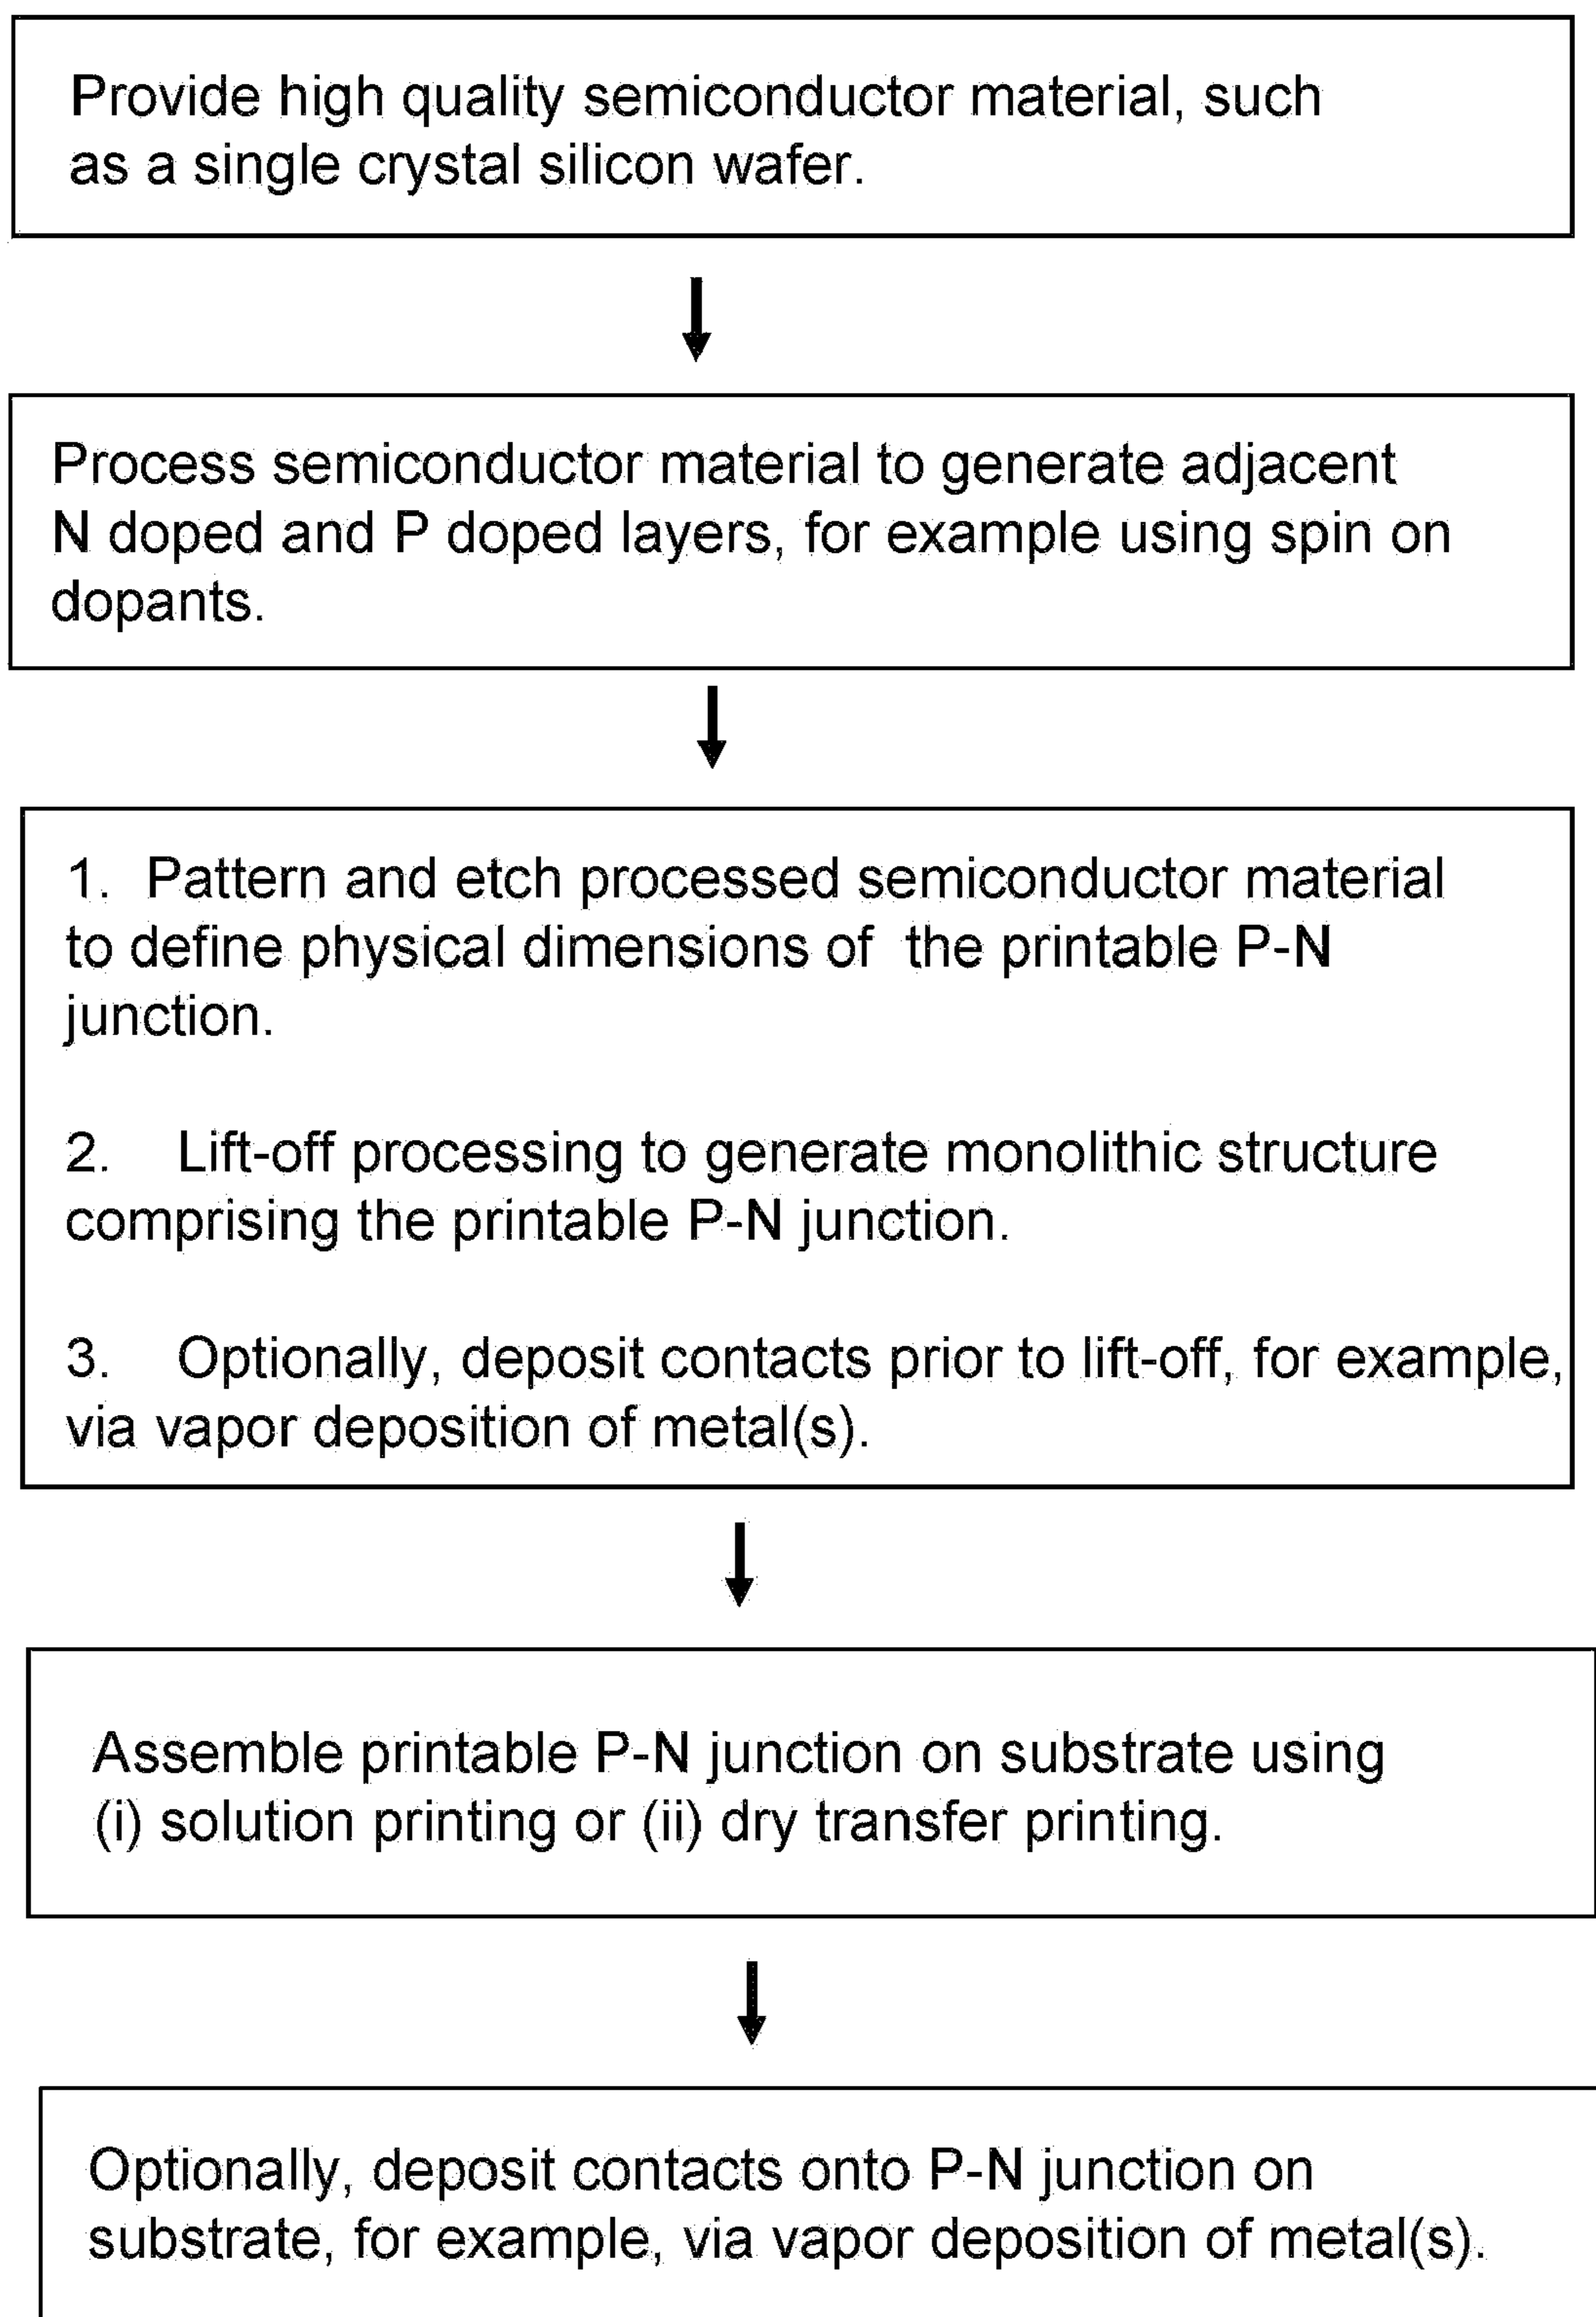 Provide high quality semiconductor material, such
as a single crystal silicon wafer.
Process semiconductor material to generate adjacent
N doped and P doped layers, for example using spin on
dopants.
1. Pattern and etch processed semiconductor material
to define physical dimensions of the printable P-N
junction.
2. Lift-off processing to generate monolithic structure
comprising the printable P-N junction.
3. Optionally, deposit contacts prior to lift-off, for example,
via vapor deposition of metal(s).
Assemble printable P-N junction on substrate using
(i) solution printing or (ii) dry transfer printing.
Optionally, deposit contacts onto P-N junction on
substrate, for example, via vapor deposition of metal(s).